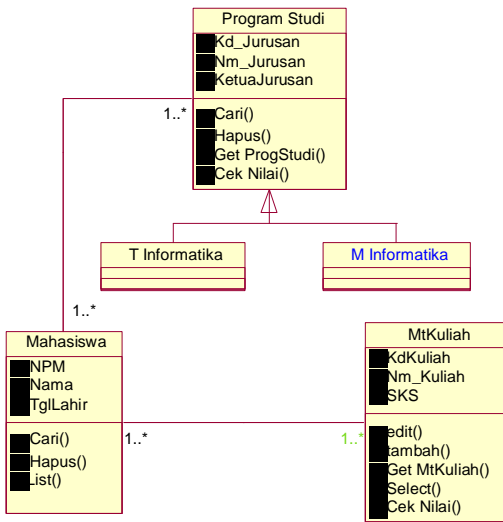 Program Studi
Kd_Jurusan
Nm_Jurusan
KetuaJurusan
1..*
Cari()
Hapus()
Get ProgStudi()
Cek Nilai()
T Informatika
M Informatika
1..*
Mahasiswa
NPM
Nama
TglLahir
Cari()
Hapus()
List()
1..*
1..*
MtKuliah
KdKuliah
Nm_Kuliah
SKS
edit()
tambah()
Get MtKuliah()
Select()
Cek Nilai()